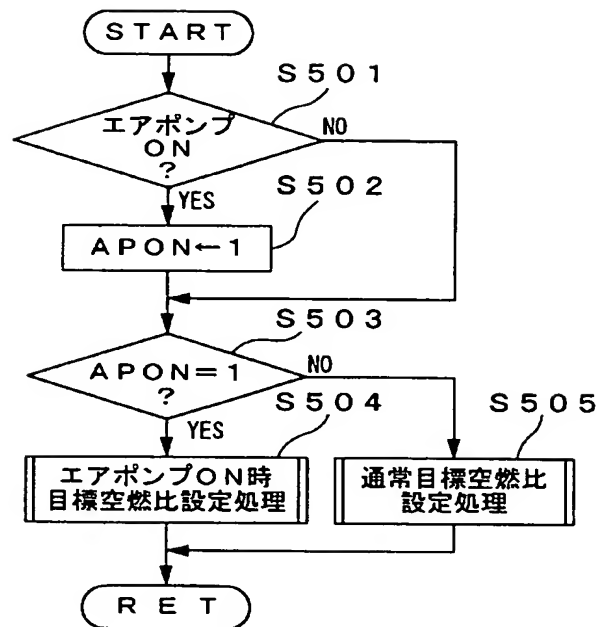 START
S501
エアポンプ
ON
?
NO
YES
S502
APON←1
S503
APON=1
?
NO
YES
S504
S505
エアポンプON時
目標空燃比設定処理
通常目標空燃比
設定処理
RET